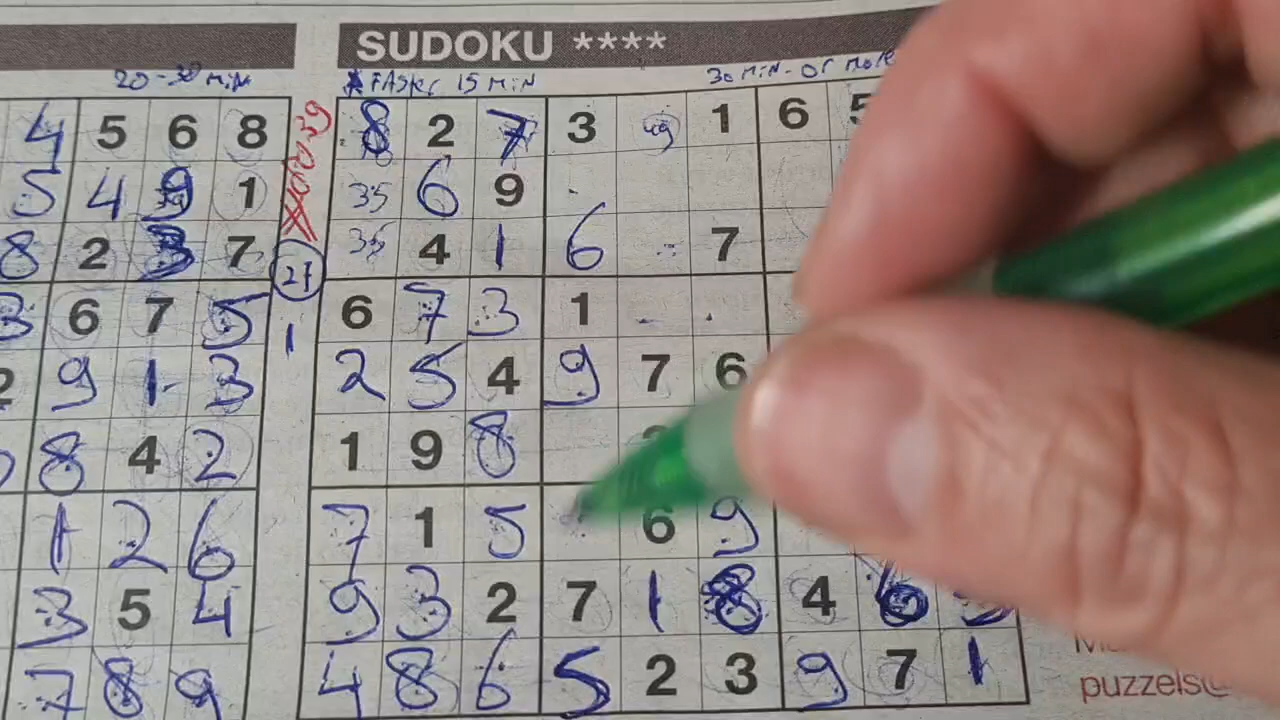 SUDOKU ****
20-30 min
FASter 15 min
30 min - or more
4 5 6 8 8 2 7 3 49 1 6 5
5 4 9 1 35 6 9
8 2 3 7 35 4 1 6 7
27
3 6 7 5 6 7 3 1
1
2 9 1 3 2 5 4 9 7 6
8 4 2 1 9 8
1 2 6 7 1 5 6 9
3 5 4 9 3 2 7 1 8 4 6
7 8 9 4 8 6 5 2 3 9 7 1
puzzels@